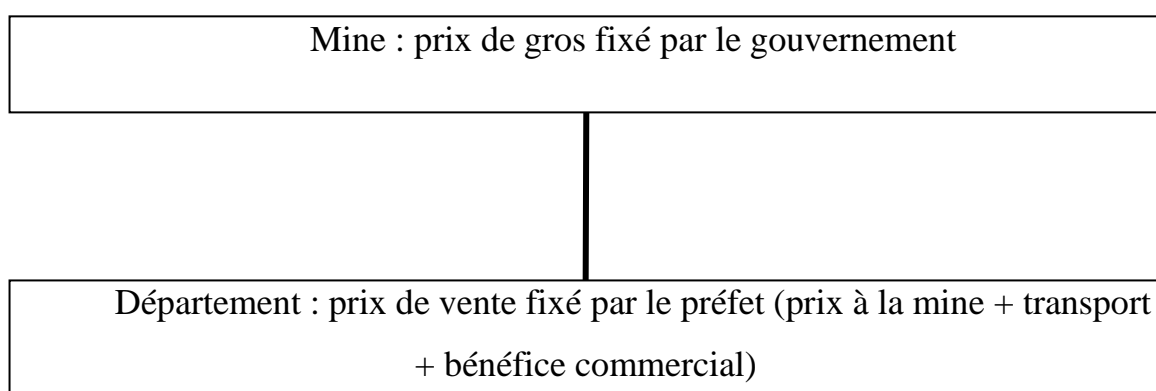 Mine : prix de gros fixé par le gouvernement
Département : prix de vente fixé par le préfet (prix à la mine + transport
+ bénéfice commercial)